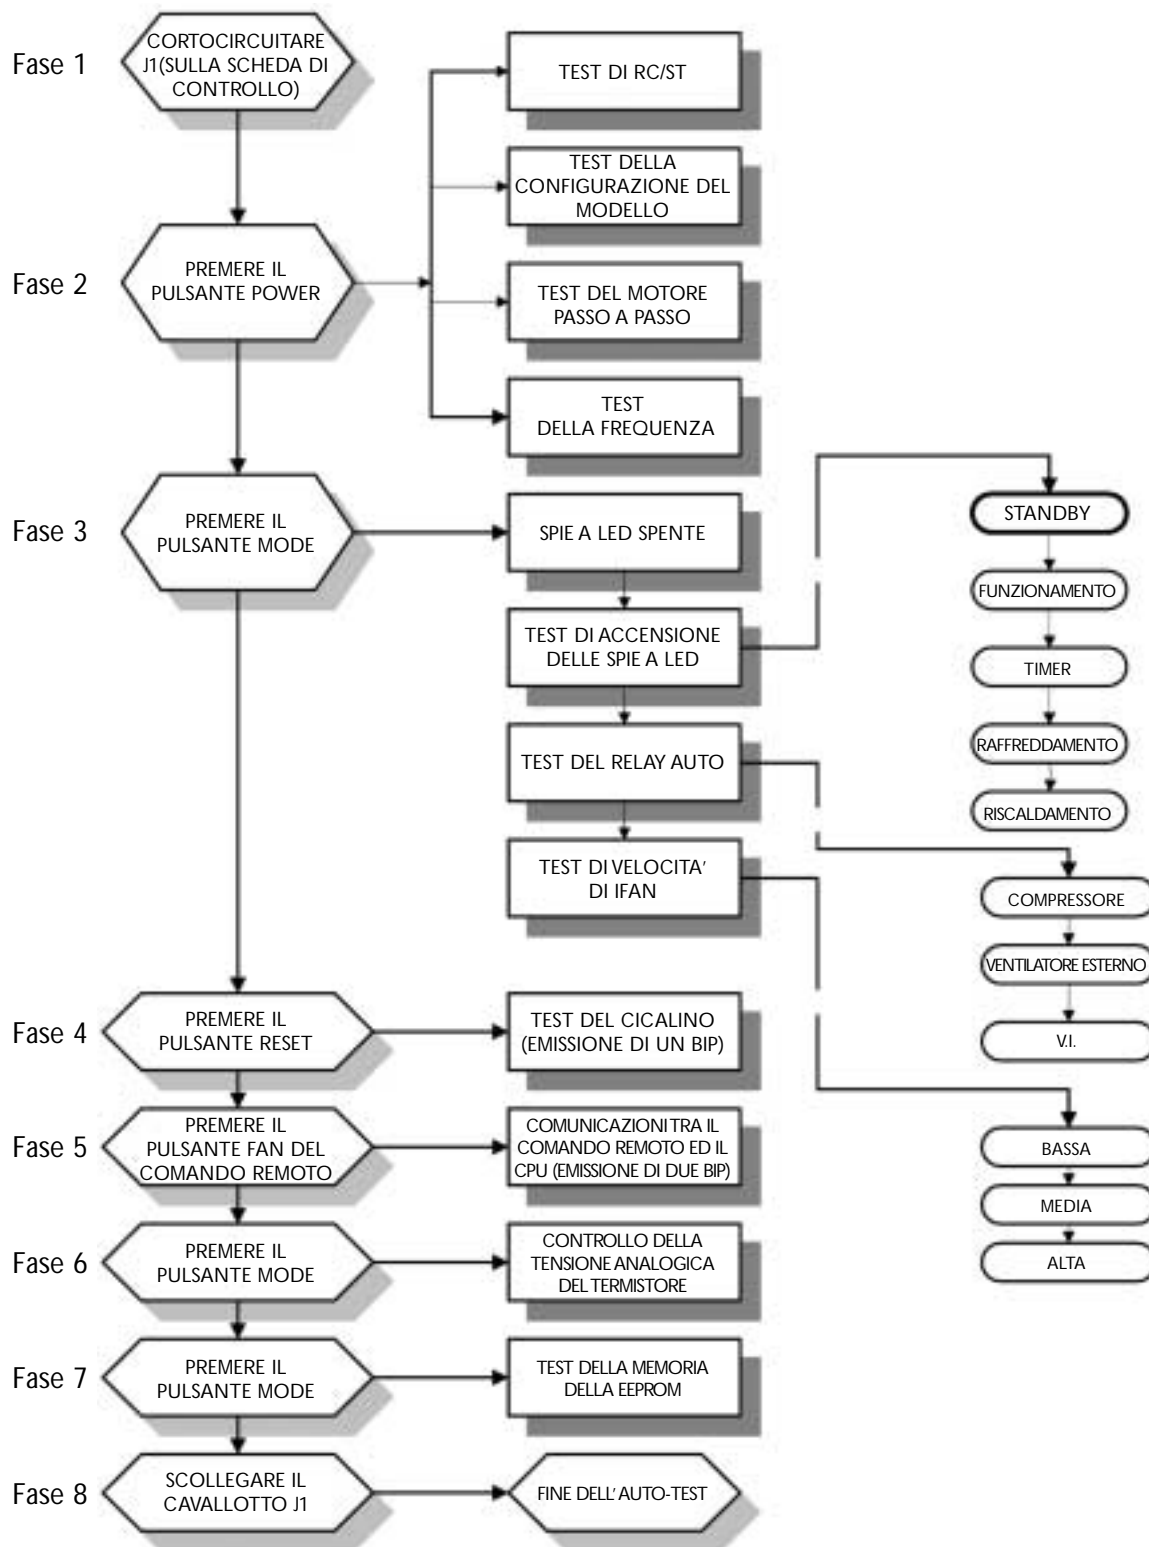 Fase 1
CORTOCIRCUITARE
J1(SULLA SCHEDA DI
CONTROLLO)
TEST DI RC/ST
TEST DELLA
CONFIGURAZIONE DEL
MODELLO
Fase 2
PREMERE IL
PULSANTE POWER
TEST DEL MOTORE
PASSO A PASSO
TEST
DELLA FREQUENZA
Fase 3
PREMERE IL
PULSANTE MODE
SPIE A LED SPENTE
TEST DI ACCENSIONE
DELLE SPIE A LED
TEST DEL RELAY AUTO
TEST DI VELOCITA'
DI IFAN
STANDBY
FUNZIONAMENTO
TIMER
RAFFREDDAMENTO
RISCALDAMENTO
COMPRESSORE
VENTILATORE ESTERNO
V.I.
BASSA
MEDIA
ALTA
Fase 4
PREMERE IL
PULSANTE RESET
TEST DEL CICALINO
(EMISSIONE DI UN BIP)
Fase 5
PREMERE IL
PULSANTE FAN DEL
COMANDO REMOTO
COMUNICAZIONI TRA IL
COMANDO REMOTO ED IL
CPU (EMISSIONE DI DUE BIP)
Fase 6
PREMERE IL
PULSANTE MODE
CONTROLLO DELLA
TENSIONE ANALOGICA
DEL TERMISTORE
Fase 7
PREMERE IL
PULSANTE MODE
TEST DELLA MEMORIA
DELLA EEPROM
Fase 8
SCOLLEGARE IL
CAVALLOTTO J1
FINE DELL'AUTO-TEST